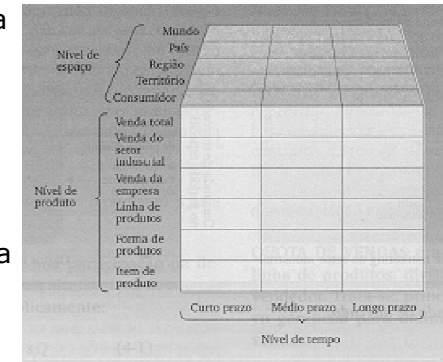 a
Mundo
País
Região
Território
Consumidor
Nível de
espaço
Venda total
Venda do
setor
industrial
Venda da
empresa
Linha de
produtos
Forma de
produtos
Item de
produto
Nível de
produto
a
Curto prazo Médio prazo Longo prazo
Nível de tempo